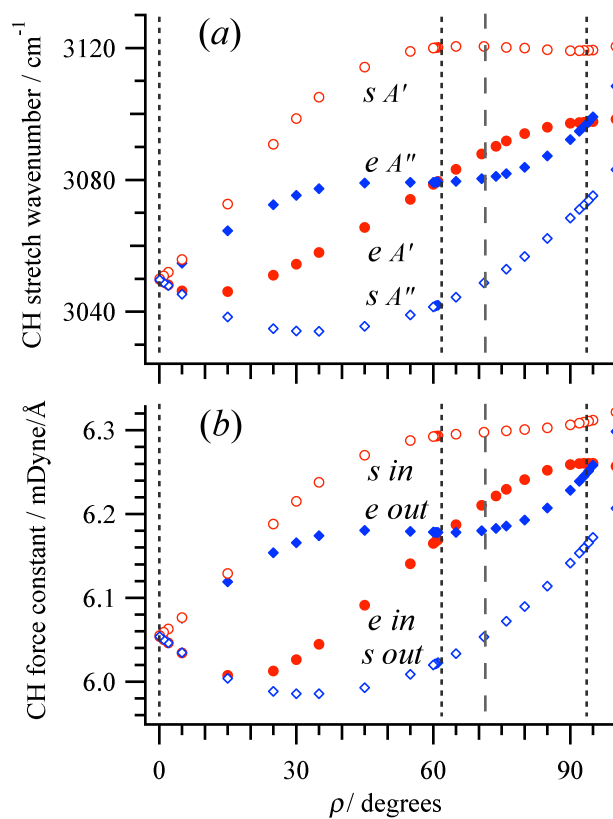 CH stretch wavenumber / cm⁻¹
(a)
3120
s A′
e A″
3080
e A′
s A″
3040
CH force constant / mDyne/Å
(b)
6.3
s in
6.2
e out
6.1
e in
s out
6.0
0 30 60 90
ρ/ degrees